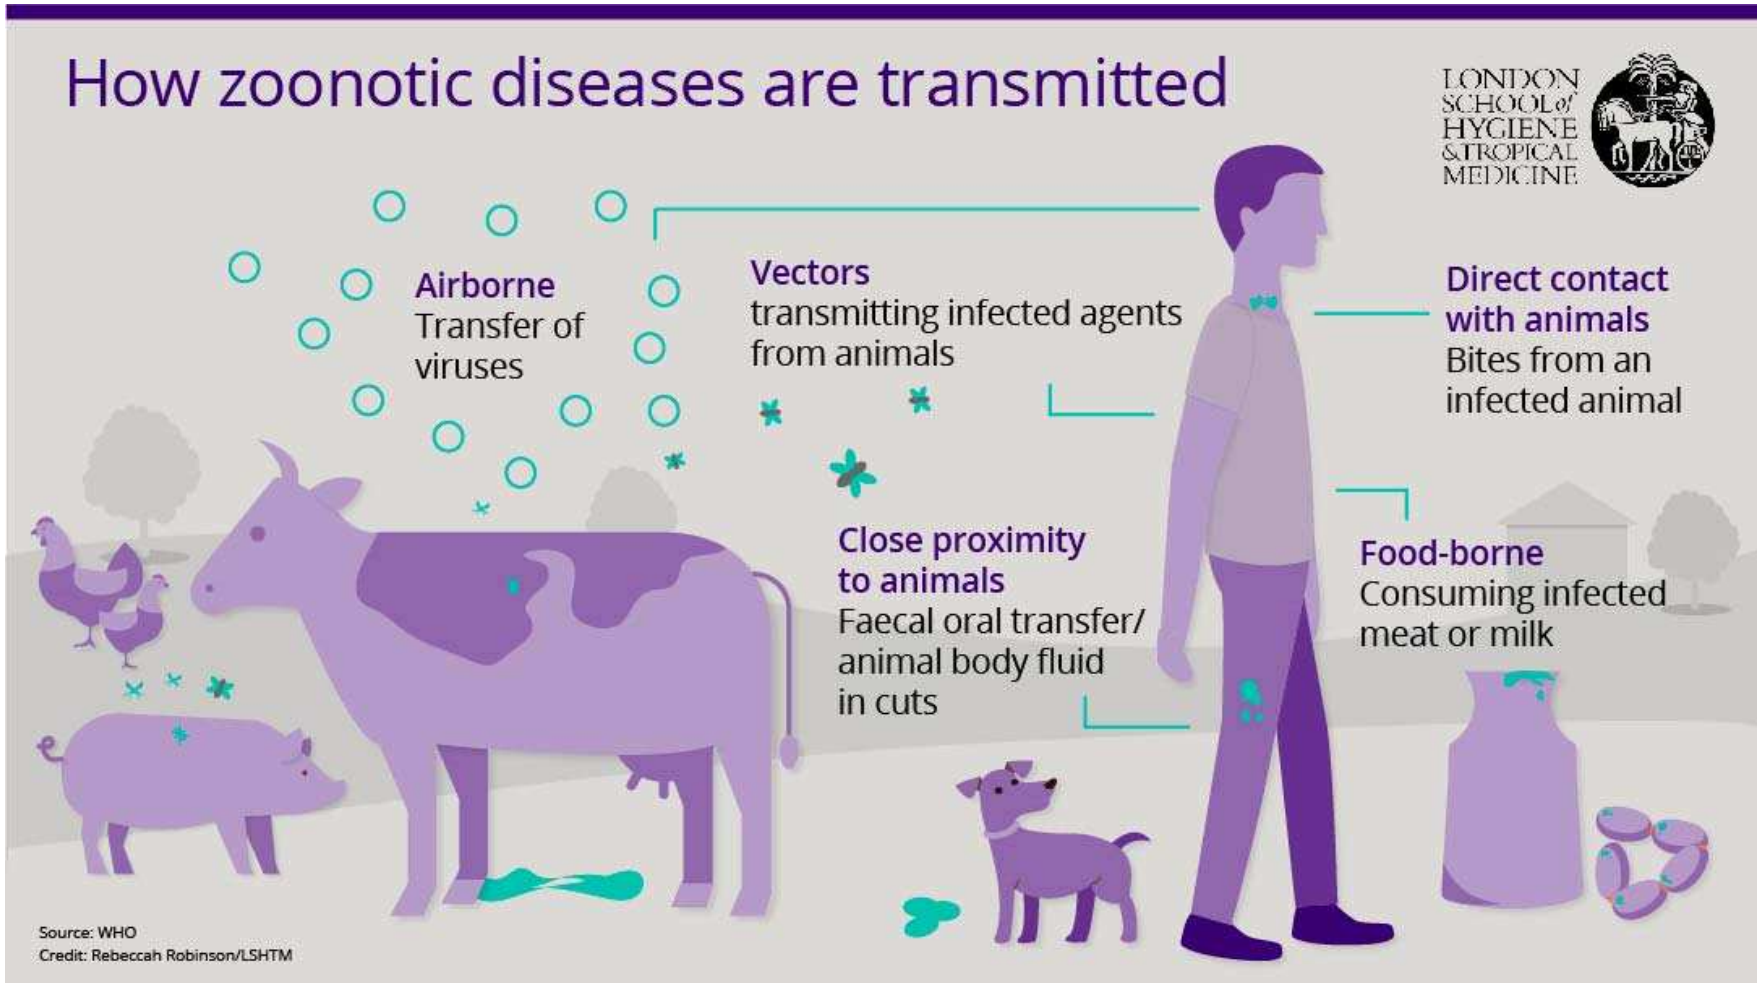 How zoonotic diseases are transmitted
LONDON
SCHOOL of
HYGIENE
& TROPICAL
MEDICINE
Airborne
Transfer of
viruses
Vectors
transmitting infected agents
from animals
Direct contact
with animals
Bites from an
infected animal
Close proximity
to animals
Faecal oral transfer/
animal body fluid
in cuts
Food-borne
Consuming infected
meat or milk
Source: WHO
Credit: Rebeccah Robinson/LSHTM